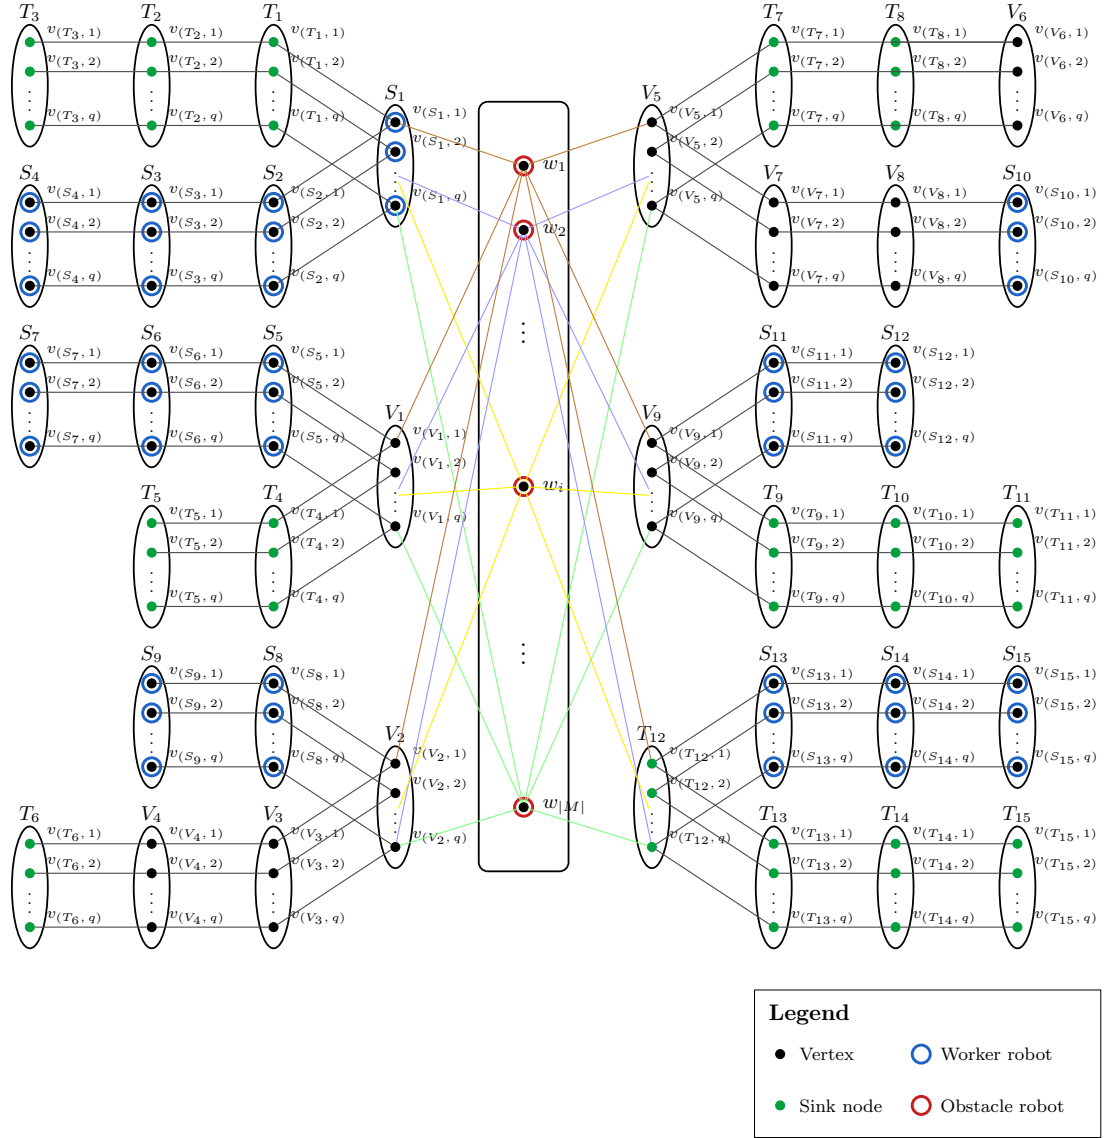 T₃ T₂ T₁ T₇ T₈ V₆
v(T₃, 1) v(T₂, 1) v(T₁, 1) v(T₇, 1) v(T₈, 1) v(V₆, 1)
v(T₃, 2) v(T₂, 2) v(T₁, 2) v(T₇, 2) v(T₈, 2) v(V₆, 2)
S₁ V₅
v(T₃, q) v(T₂, q) v(T₁, q) v(S₁, 1) v(V₅, 1) v(T₇, q) v(T₈, q) v(V₆, q)
v(S₁, 2) v(V₅, 2)
w₁
S₄ S₃ S₂ V₇ V₈ S₁₀
v(S₄, 1) v(S₃, 1) v(S₂, 1) v(S₁, q) v(V₅, q) v(V₇, 1) v(V₈, 1) v(S₁₀, 1)
v(S₄, 2) v(S₃, 2) v(S₂, 2) w₂ v(V₇, 2) v(V₈, 2) v(S₁₀, 2)
v(S₄, q) v(S₃, q) v(S₂, q) v(V₇, q) v(V₈, q) v(S₁₀, q)
S₇ S₆ S₅ S₁₁ S₁₂
v(S₇, 1) v(S₆, 1) v(S₅, 1) v(S₁₁, 1) v(S₁₂, 1)
v(S₇, 2) v(S₆, 2) v(S₅, 2) v(S₁₁, 2) v(S₁₂, 2)
V₁ V₉
v(S₇, q) v(S₆, q) v(S₅, q) v(V₁, 1) v(V₉, 1) v(S₁₁, q) v(S₁₂, q)
v(V₁, 2) v(V₉, 2)
wᵢ
T₅ T₄ T₉ T₁₀ T₁₁
v(T₅, 1) v(T₄, 1) v(V₁, q) v(V₉, q) v(T₉, 1) v(T₁₀, 1) v(T₁₁, 1)
v(T₅, 2) v(T₄, 2) v(T₉, 2) v(T₁₀, 2) v(T₁₁, 2)
v(T₅, q) v(T₄, q) v(T₉, q) v(T₁₀, q) v(T₁₁, q)
S₉ S₈ S₁₃ S₁₄ S₁₅
v(S₉, 1) v(S₈, 1) v(S₁₃, 1) v(S₁₄, 1) v(S₁₅, 1)
v(S₉, 2) v(S₈, 2) v(S₁₃, 2) v(S₁₄, 2) v(S₁₅, 2)
V₂ T₁₂
v(S₉, q) v(S₈, q) v(V₂, 1) v(T₁₂, 1) v(S₁₃, q) v(S₁₄, q) v(S₁₅, q)
v(V₂, 2) v(T₁₂, 2)
w|M|
T₆ V₄ V₃ T₁₃ T₁₄ T₁₅
v(T₆, 1) v(V₄, 1) v(V₃, 1) v(V₂, q) v(T₁₂, q) v(T₁₃, 1) v(T₁₄, 1) v(T₁₅, 1)
v(T₆, 2) v(V₄, 2) v(V₃, 2) v(T₁₃, 2) v(T₁₄, 2) v(T₁₅, 2)
v(T₆, q) v(V₄, q) v(V₃, q) v(T₁₃, q) v(T₁₄, q) v(T₁₅, q)
Legend
Vertex Worker robot
Sink node Obstacle robot